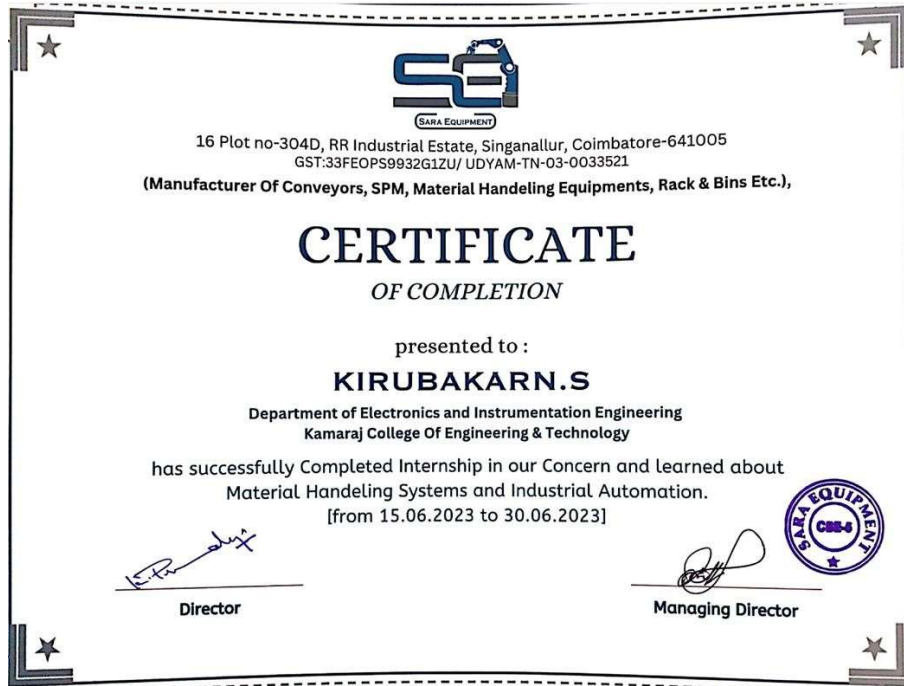 SE
SARA EQUIPMENT
16 Plot no-304D, RR Industrial Estate, Singanallur, Coimbatore-641005
GST:33FEOPS9932G1ZU/ UDYAM-TN-03-0033521
(Manufacturer Of Conveyors, SPM, Material Handeling Equipments, Rack & Bins Etc.),
CERTIFICATE
OF COMPLETION
presented to :
KIRUBAKARN.S
Department of Electronics and Instrumentation Engineering
Kamaraj College Of Engineering & Technology
has successfully Completed Internship in our Concern and learned about
Material Handeling Systems and Industrial Automation.
[from 15.06.2023 to 30.06.2023]
SARA EQUIPMENT
CBE-5
Director
Managing Director